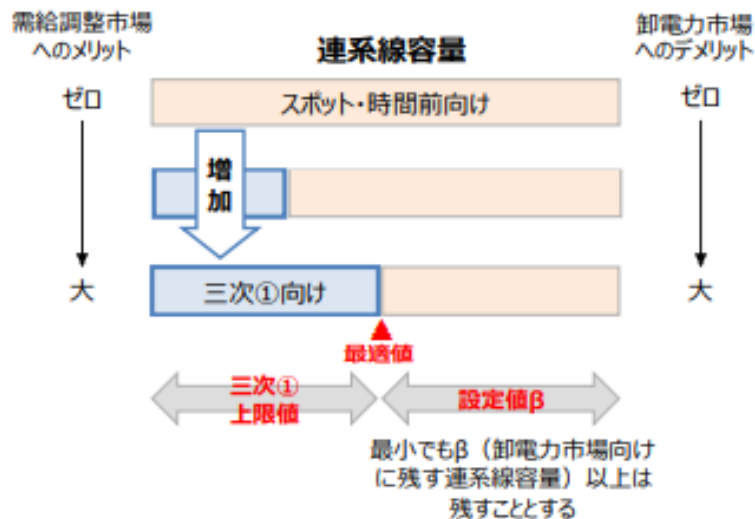 需給調整市場
へのメリット
連系線容量
卸電力市場
へのデメリット
ゼロ
スポット・時間前向け
ゼロ
増
加
大
三次①向け
大
最適値
三次①
上限値
設定値β
最小でもβ（卸電力市場向け
に残す連系線容量）以上は
残すこととする